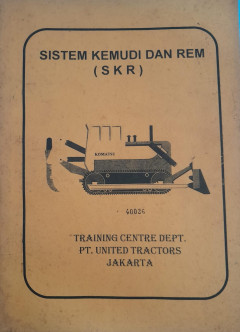 SISTEM KEMUDI DAN REM
( S K R )
KOMATSU
TRAINING CENTRE DEPT.
PT. UNITED TRACTORS
JAKARTA